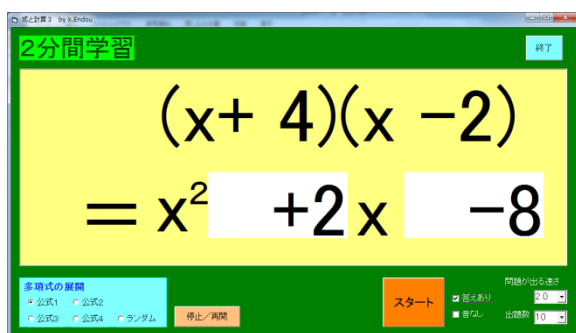 式と計算3 by k.Endou
2分間学習
終了
(x+ 4)(x −2)
= x² +2 x −8
多項式の展開
公式1 公式2
公式3 公式4 ランダム
停止／再開
スタート
答えあり
音なし
問題が出る速さ
2.0
出題数 10